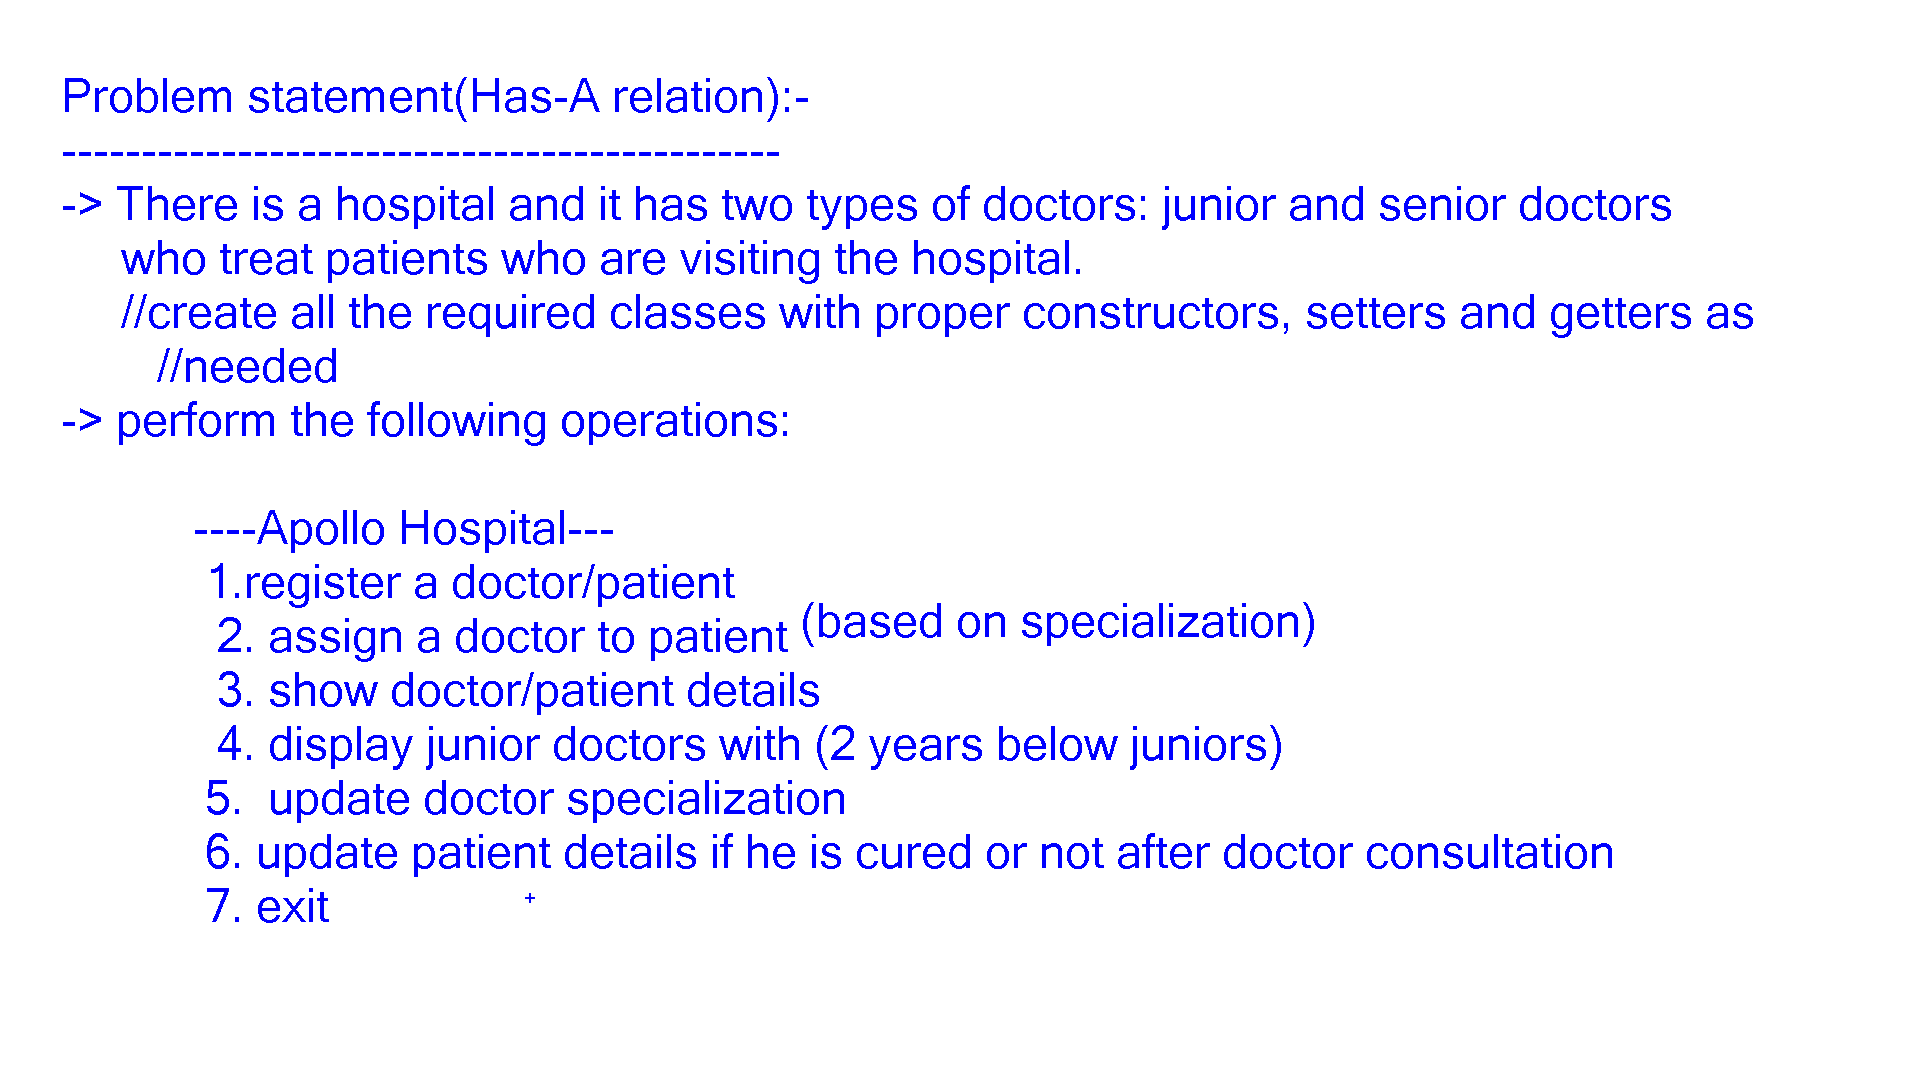 Problem statement(Has-A relation):-
---------------------------------------------
-> There is a hospital and it has two types of doctors: junior and senior doctors
who treat patients who are visiting the hospital.
//create all the required classes with proper constructors, setters and getters as
//needed
-> perform the following operations:
----Apollo Hospital---
1.register a doctor/patient
2. assign a doctor to patient (based on specialization)
3. show doctor/patient details
4. display junior doctors with (2 years below juniors)
5.  update doctor specialization
6. update patient details if he is cured or not after doctor consultation
7. exit